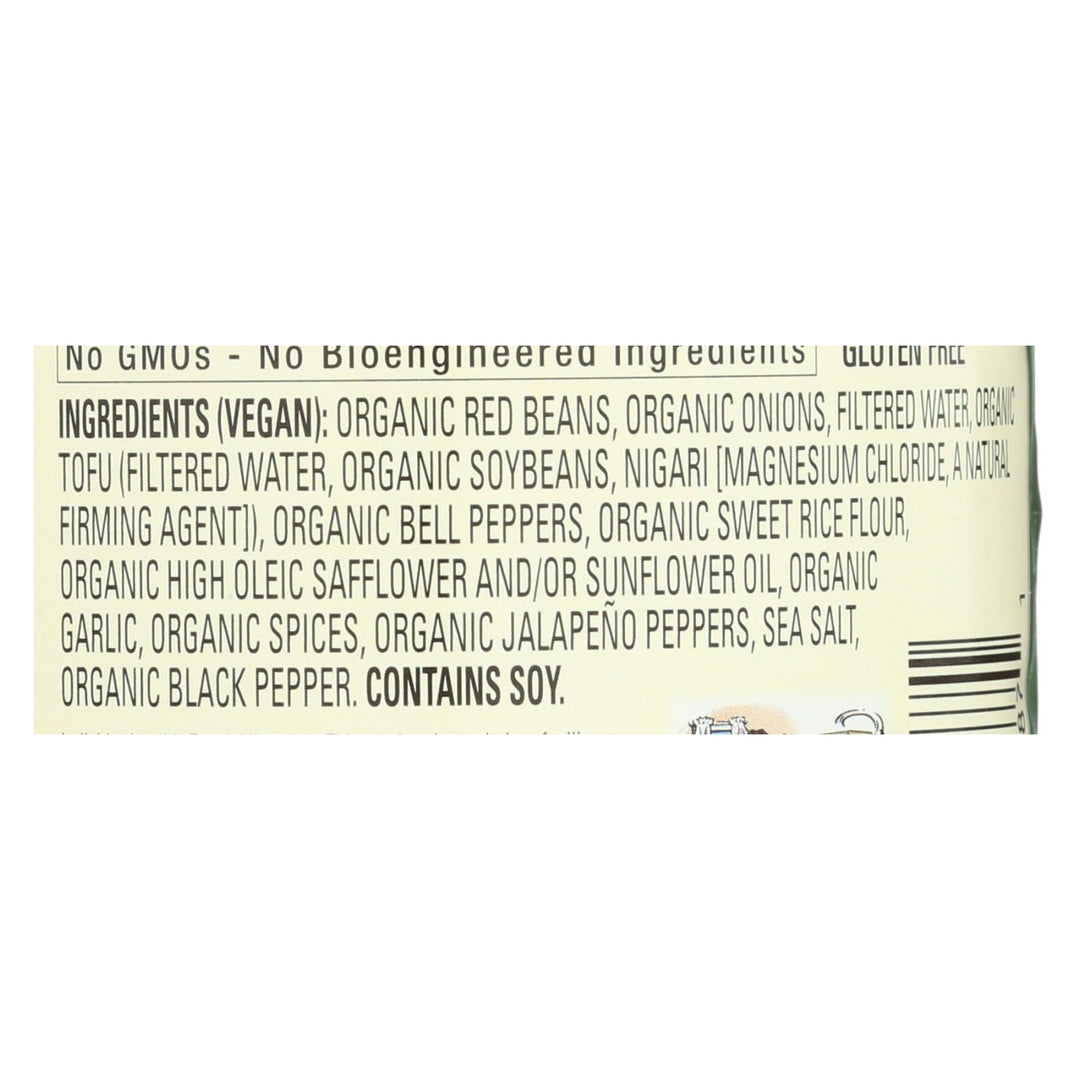 No GMOs - No Bioengineered Ingredients GLUTEN FREE
INGREDIENTS (VEGAN): ORGANIC RED BEANS, ORGANIC ONIONS, FILTERED WATER, ORGANIC
TOFU (FILTERED WATER, ORGANIC SOYBEANS, NIGARI [MAGNESIUM CHLORIDE, A NATURAL
FIRMING AGENT]), ORGANIC BELL PEPPERS, ORGANIC SWEET RICE FLOUR,
ORGANIC HIGH OLEIC SAFFLOWER AND/OR SUNFLOWER OIL, ORGANIC
GARLIC, ORGANIC SPICES, ORGANIC JALAPEÑO PEPPERS, SEA SALT,
ORGANIC BLACK PEPPER. CONTAINS SOY.